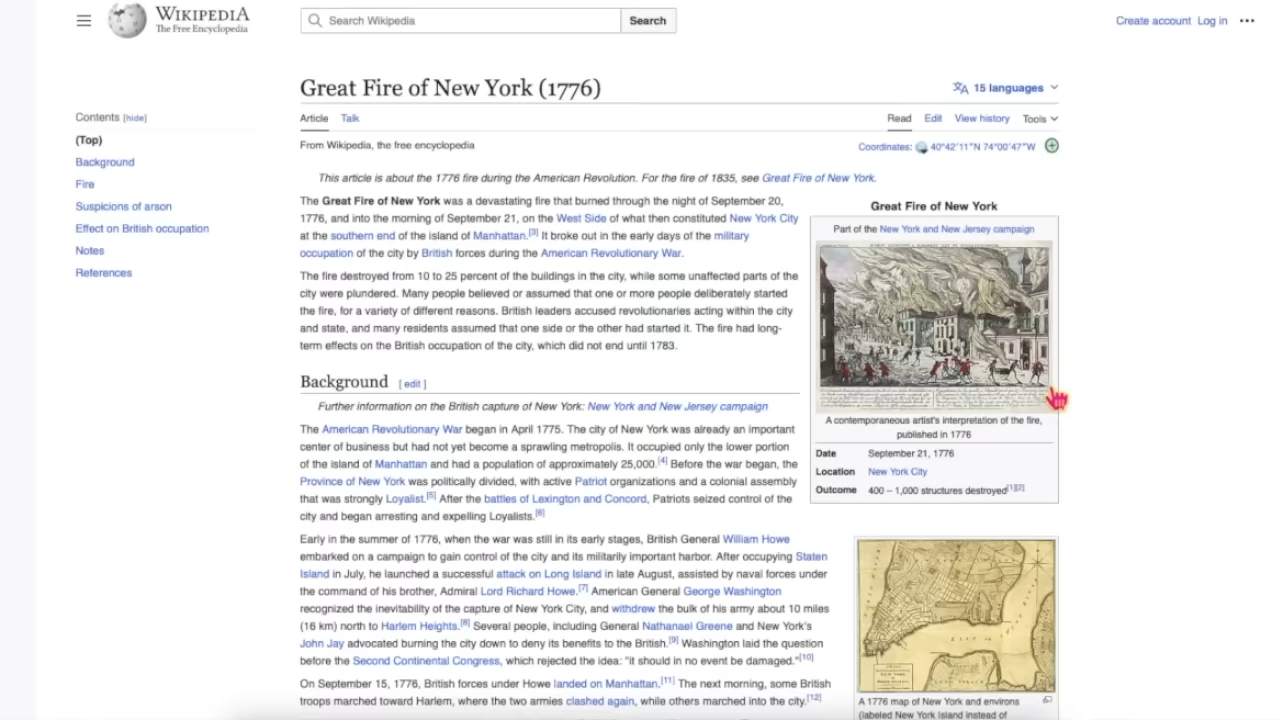 WIKIPEDIA
The Free Encyclopedia
Search Wikipedia
Search
Create account Log in
Great Fire of New York (1776)
15 languages
Article Talk
Read Edit View history Tools
From Wikipedia, the free encyclopedia
Coordinates: 40°42′11″N 74°00′47″W
Contents [hide]
(Top)
Background
Fire
Suspicions of arson
Effect on British occupation
Notes
References
This article is about the 1776 fire during the American Revolution. For the fire of 1835, see Great Fire of New York.
The Great Fire of New York was a devastating fire that burned through the night of September 20,
1776, and into the morning of September 21, on the West Side of what then constituted New York City
at the southern end of the island of Manhattan.[3] It broke out in the early days of the military
occupation of the city by British forces during the American Revolutionary War.
The fire destroyed from 10 to 25 percent of the buildings in the city, while some unaffected parts of the
city were plundered. Many people believed or assumed that one or more people deliberately started
the fire, for a variety of different reasons. British leaders accused revolutionaries acting within the city
and state, and many residents assumed that one side or the other had started it. The fire had long-
term effects on the British occupation of the city, which did not end until 1783.
Great Fire of New York
Part of the New York and New Jersey campaign
A contemporaneous artist's interpretation of the fire,
published in 1776
Date September 21, 1776
Location New York City
Outcome 400 – 1,000 structures destroyed[1][2]
Background [ edit ]
Further information on the British capture of New York: New York and New Jersey campaign
The American Revolutionary War began in April 1775. The city of New York was already an important
center of business but had not yet become a sprawling metropolis. It occupied only the lower portion
of the island of Manhattan and had a population of approximately 25,000.[4] Before the war began, the
Province of New York was politically divided, with active Patriot organizations and a colonial assembly
that was strongly Loyalist.[5] After the battles of Lexington and Concord, Patriots seized control of the
city and began arresting and expelling Loyalists.[6]
Early in the summer of 1776, when the war was still in its early stages, British General William Howe
embarked on a campaign to gain control of the city and its militarily important harbor. After occupying Staten
Island in July, he launched a successful attack on Long Island in late August, assisted by naval forces under
the command of his brother, Admiral Lord Richard Howe.[7] American General George Washington
recognized the inevitability of the capture of New York City, and withdrew the bulk of his army about 10 miles
(16 km) north to Harlem Heights.[8] Several people, including General Nathanael Greene and New York's
John Jay advocated burning the city down to deny its benefits to the British.[9] Washington laid the question
before the Second Continental Congress, which rejected the idea: "it should in no event be damaged."[10]
On September 15, 1776, British forces under Howe landed on Manhattan.[11] The next morning, some British
troops marched toward Harlem, where the two armies clashed again, while others marched into the city.[12]
A 1776 map of New York and environs
(labeled New York Island instead of